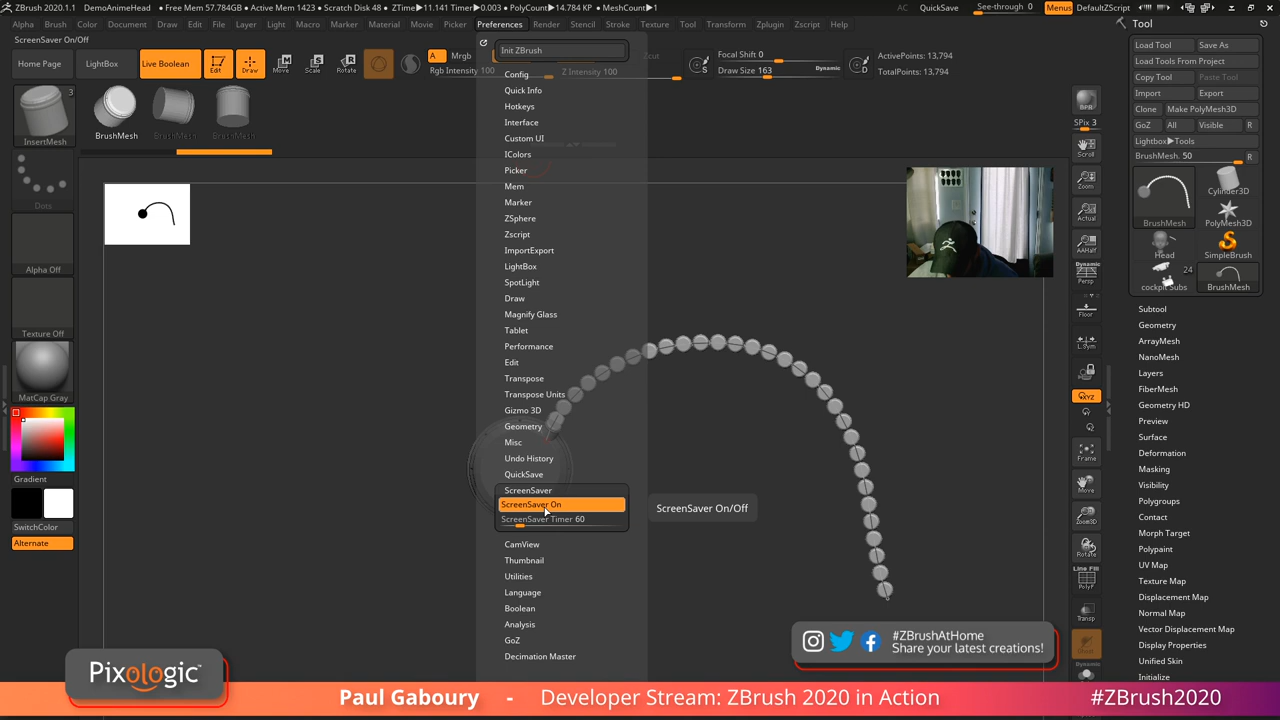 ZBrush 2020.1.1 DemoAnimeHead • Free Mem 57.784GB • Active Mem 1423 • Scratch Disk 48 • ZTime▶11.141 Timer▶0.003 • PolyCount▶14.784 KP • MeshCount▶1 AC QuickSave See-through 0 Menus DefaultZScript
Alpha Brushes Color Document Draw Edit File Layer Light Macro Marker Material Movie Picker Preferences Render Stencil Stroke Texture Tool Transform Zplugin Zscript Help
Tool
ScreenSaver On/Off
Home Page LightBox Live Boolean Edit Draw Move Scale Rotate A Mrgb Zcut
Rgb Intensity 100 Z Intensity 100
S Focal Shift 0
Draw Size 163 Dynamic D
ActivePoints: 13,794
TotalPoints: 13,794
3
InsertMesh
BrushMesh BrushMesh BrushMesh
Dots
Alpha Off
Texture Off
MatCap Gray
Gradient
SwitchColor
Alternate
Init ZBrush
Config
Quick Info
Hotkeys
Interface
Custom UI
IColors
Picker
Mem
Marker
ZSphere
Zscript
ImportExport
LightBox
SpotLight
Draw
Magnify Glass
Tablet
Performance
Edit
Transpose
Transpose Units
Gizmo 3D
Geometry
Misc
Undo History
QuickSave
ScreenSaver
ScreenSaver On
ScreenSaver Timer 60
CamView
Thumbnail
Utilities
Language
Boolean
Analysis
GoZ
Decimation Master
ScreenSaver On/Off
BPR
SPix 3
Scroll
Zoom
Actual
AAHalf
Dynamic
Persp
Floor
L.Sym
XYZ
Frame
Move
Zoom3D
Rotate
Line Fill
PolyF
Transp
Dynamic
Load Tool Save As
Load Tools From Project
Copy Tool Paste Tool
Import Export
Clone Make PolyMesh3D
GoZ All Visible R
Lightbox▶Tools
BrushMesh. 50 R
BrushMesh Cylinder3D
PolyMesh3D
Head SimpleBrush
24
cockpit Subs BrushMesh
Subtool
Geometry
ArrayMesh
NanoMesh
Layers
FiberMesh
Geometry HD
Preview
Surface
Deformation
Masking
Visibility
Polygroups
Contact
Morph Target
Polypaint
UV Map
Texture Map
Displacement Map
Normal Map
Vector Displacement Map
Display Properties
Unified Skin
Initialize
#ZBrushAtHome
Share your latest creations!
Pixologic™
Paul Gaboury - Developer Stream: ZBrush 2020 in Action #ZBrush2020